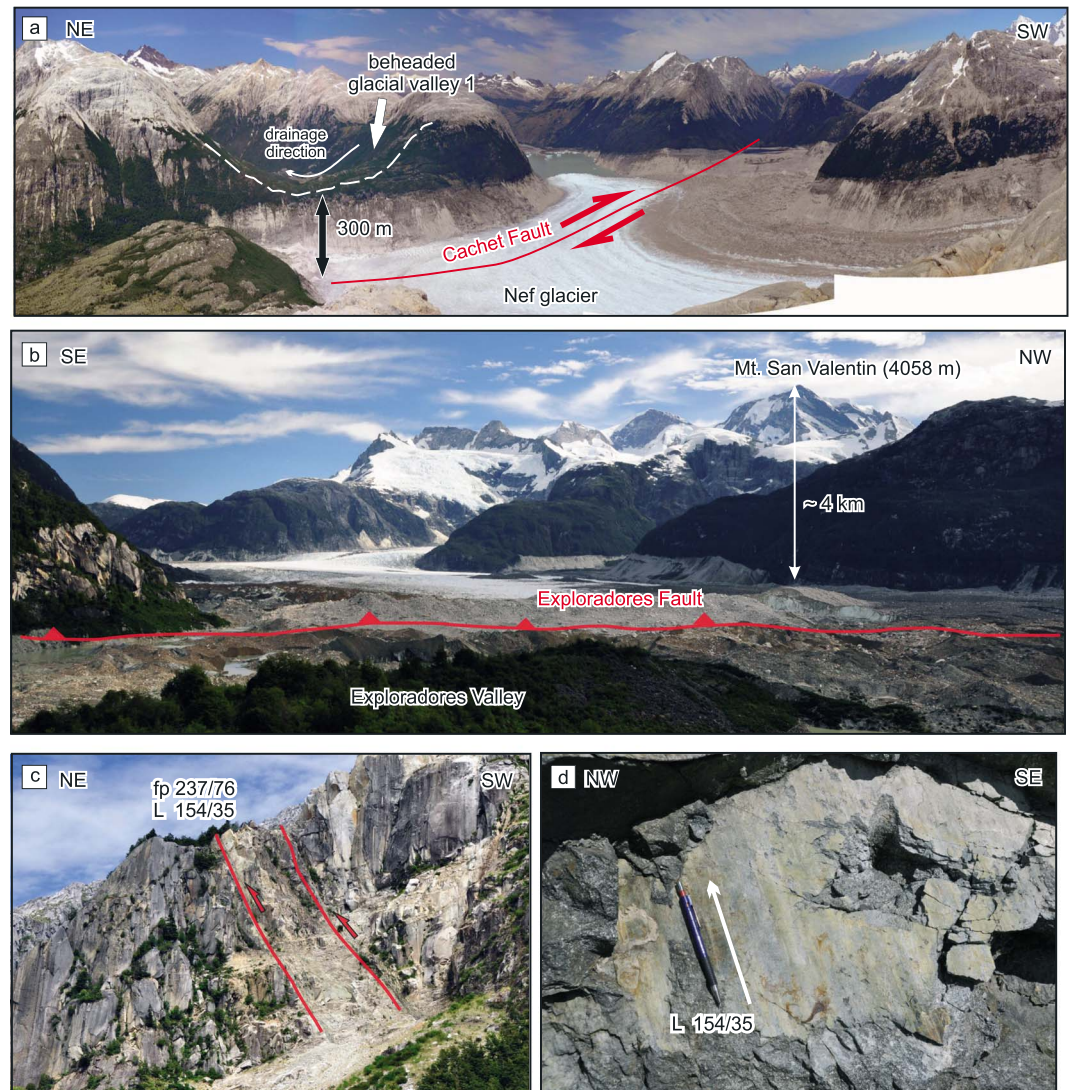 a
NE
SW
beheaded
glacial valley 1
drainage
direction
300 m
Cachet Fault
Nef glacier
b
SE
NW
Mt. San Valentin (4058 m)
~ 4 km
Exploradores Fault
Exploradores Valley
c
NE
SW
fp 237/76
L 154/35
d
NW
SE
L 154/35